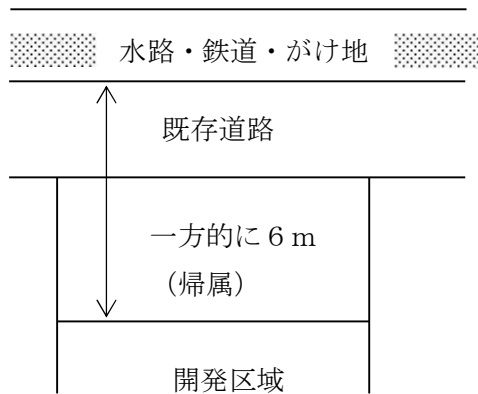 水路・鉄道・がけ地
既存道路
一方的に６ｍ
（帰属）
開発区域